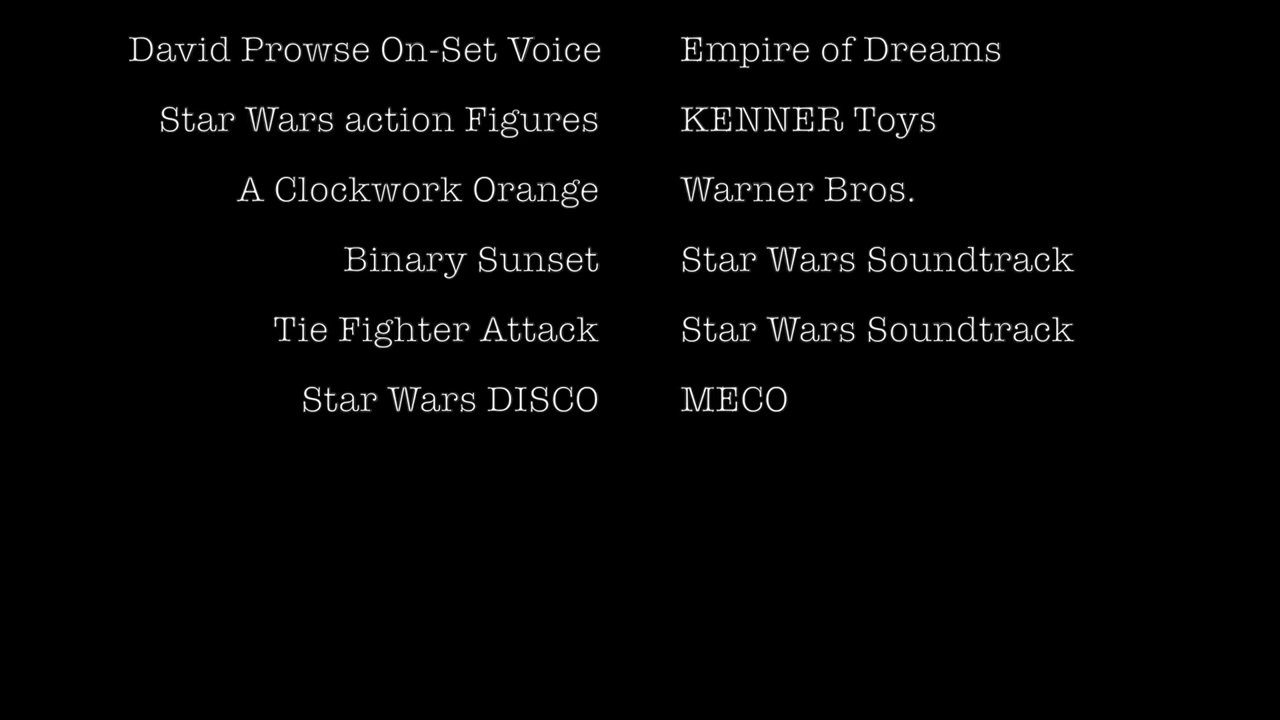 David Prowse On-Set Voice Empire of Dreams
Star Wars action Figures KENNER Toys
A Clockwork Orange Warner Bros.
Binary Sunset Star Wars Soundtrack
Tie Fighter Attack Star Wars Soundtrack
Star Wars DISCO MECO